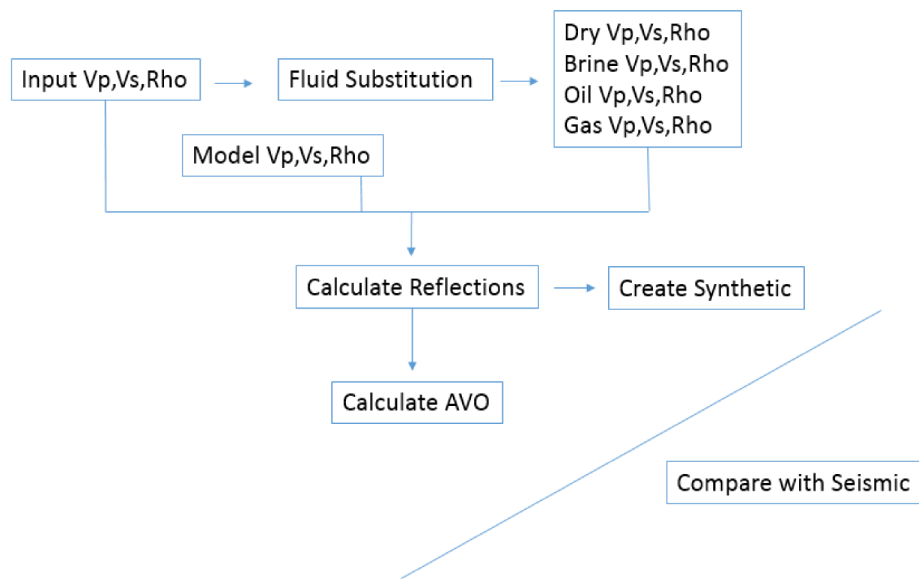 Input Vp,Vs,Rho
Fluid Substitution
Dry Vp,Vs,Rho
Brine Vp,Vs,Rho
Oil Vp,Vs,Rho
Gas Vp,Vs,Rho
Model Vp,Vs,Rho
Calculate Reflections
Create Synthetic
Calculate AVO
Compare with Seismic